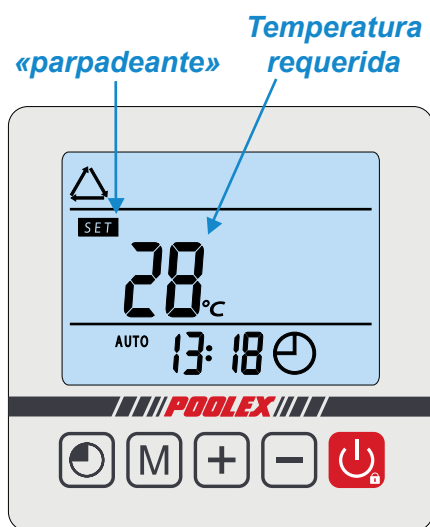 Temperatura
«parpadeante» requerida
SET
28°C
AUTO 13:18
POOLEX
M + −